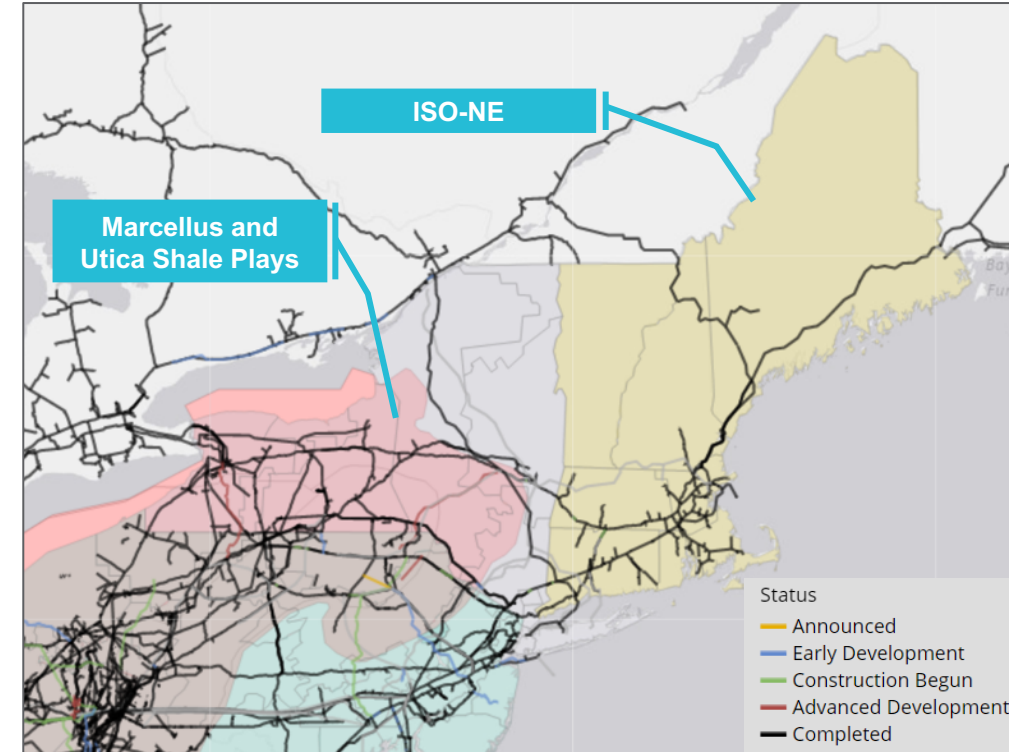 ISO-NE
Marcellus and
Utica Shale Plays
Status
Announced
Early Development
Construction Begun
Advanced Development
Completed